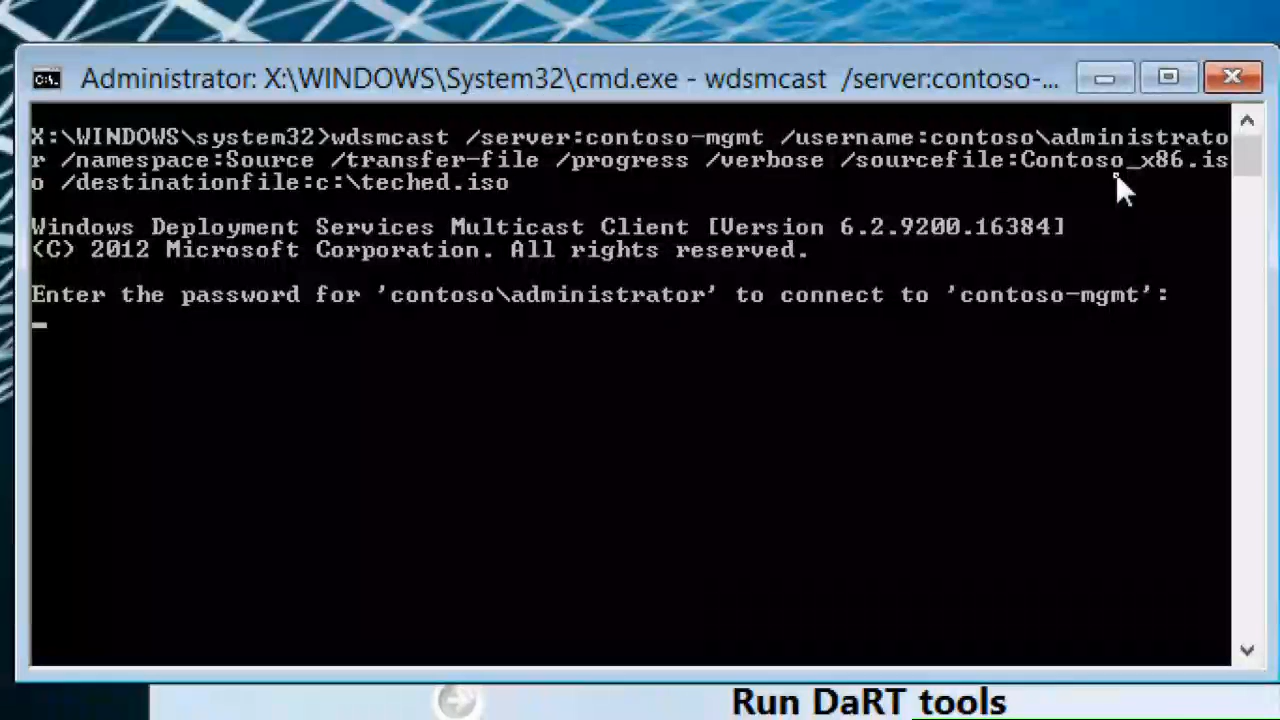 Administrator: X:\WINDOWS\System32\cmd.exe - wdsmcast /server:contoso-...
X:\WINDOWS\system32>wdsmcast /server:contoso-mgmt /username:contoso\administrato
r /namespace:Source /transfer-file /progress /verbose /sourcefile:Contoso_x86.is
o /destinationfile:c:\teched.iso
Windows Deployment Services Multicast Client [Version 6.2.9200.16384]
(C) 2012 Microsoft Corporation. All rights reserved.
Enter the password for 'contoso\administrator' to connect to 'contoso-mgmt':
Run DaRT tools